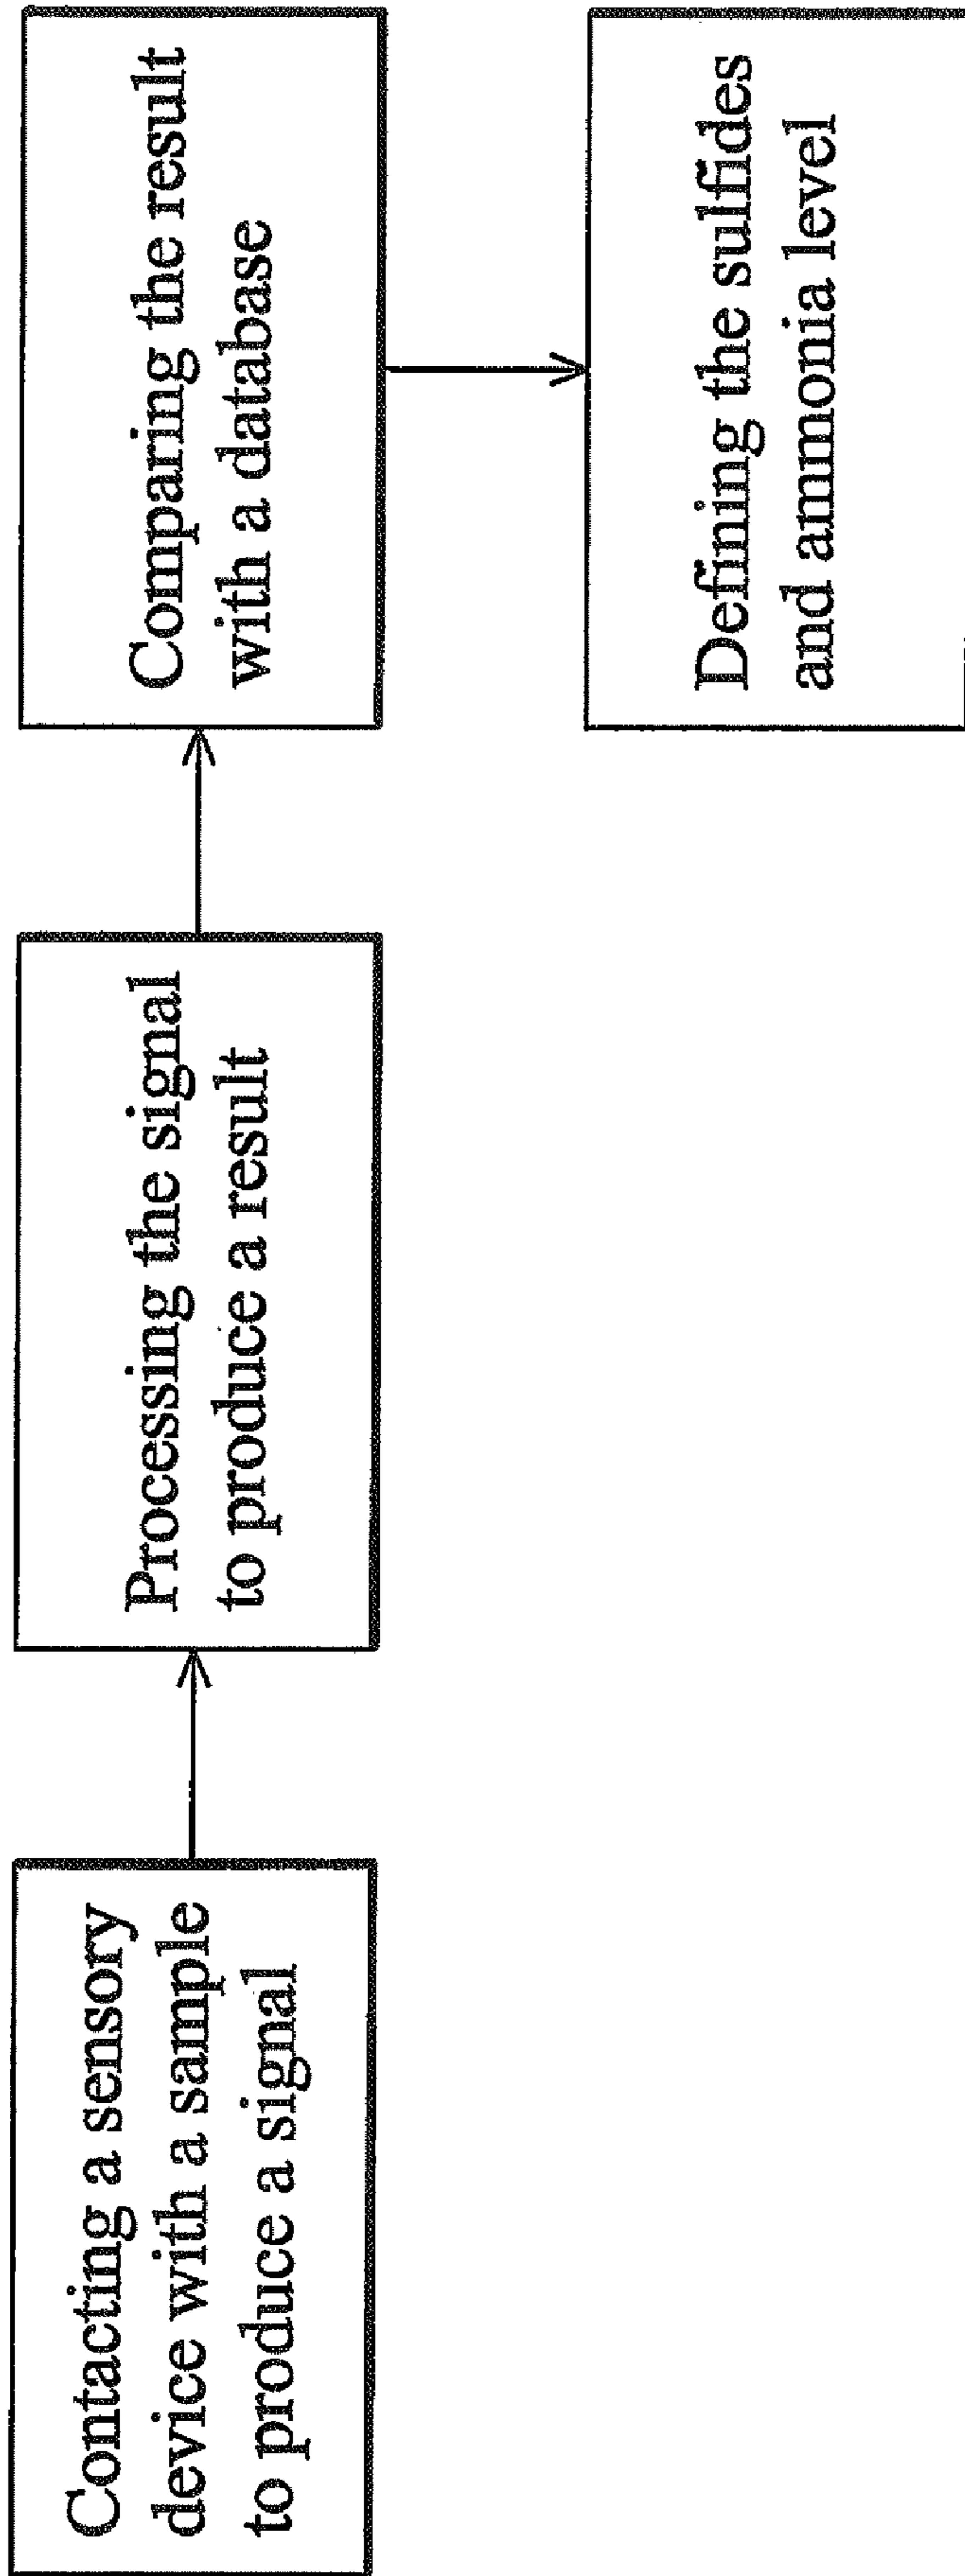 Contacting a sensory
device with a sample
to produce a signal
Processing the signal
to produce a result
Comparing the result
with a database
Defining the sulfides
and ammonia level